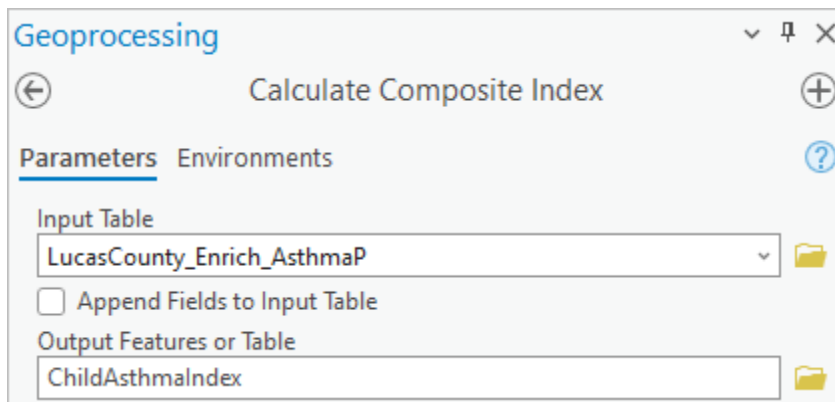 Geoprocessing
Calculate Composite Index
Parameters Environments
Input Table
LucasCounty_Enrich_AsthmaP
Append Fields to Input Table
Output Features or Table
ChildAsthmaIndex